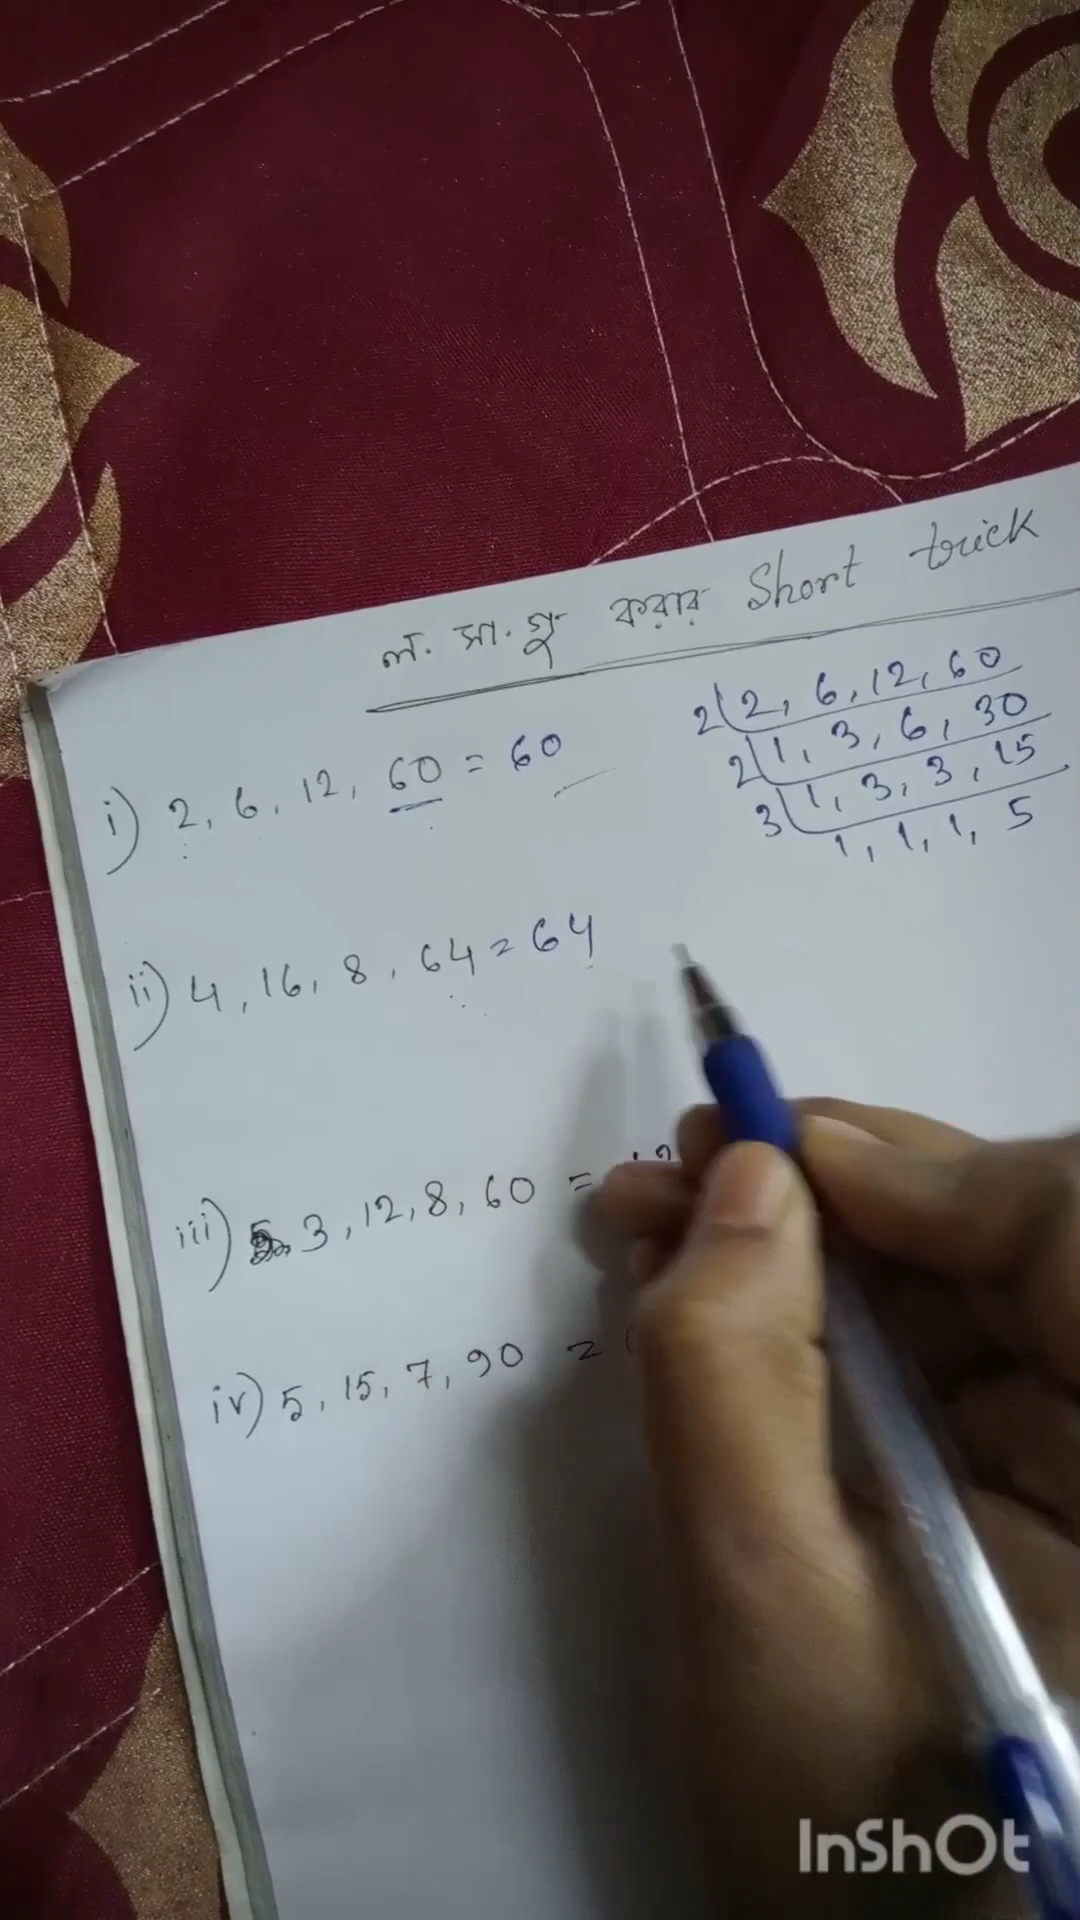 ল. সা. গু করার Short trick
i) 2, 6, 12, 60 = 60
2 2, 6, 12, 60
2 1, 3, 6, 30
3 1, 3, 3, 15
1, 1, 1, 5
ii) 4, 16, 8, 64 = 64
iii) 3, 12, 8, 60 =
iv) 5, 15, 7, 90 =
InShOt